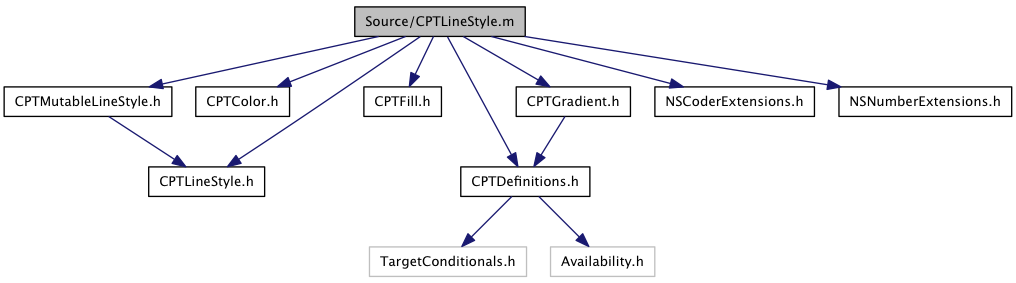 Source/CPTLineStyle.m
CPTMutableLineStyle.h
CPTColor.h
CPTFill.h
CPTGradient.h
NSCoderExtensions.h
NSNumberExtensions.h
CPTLineStyle.h
CPTDefinitions.h
TargetConditionals.h
Availability.h